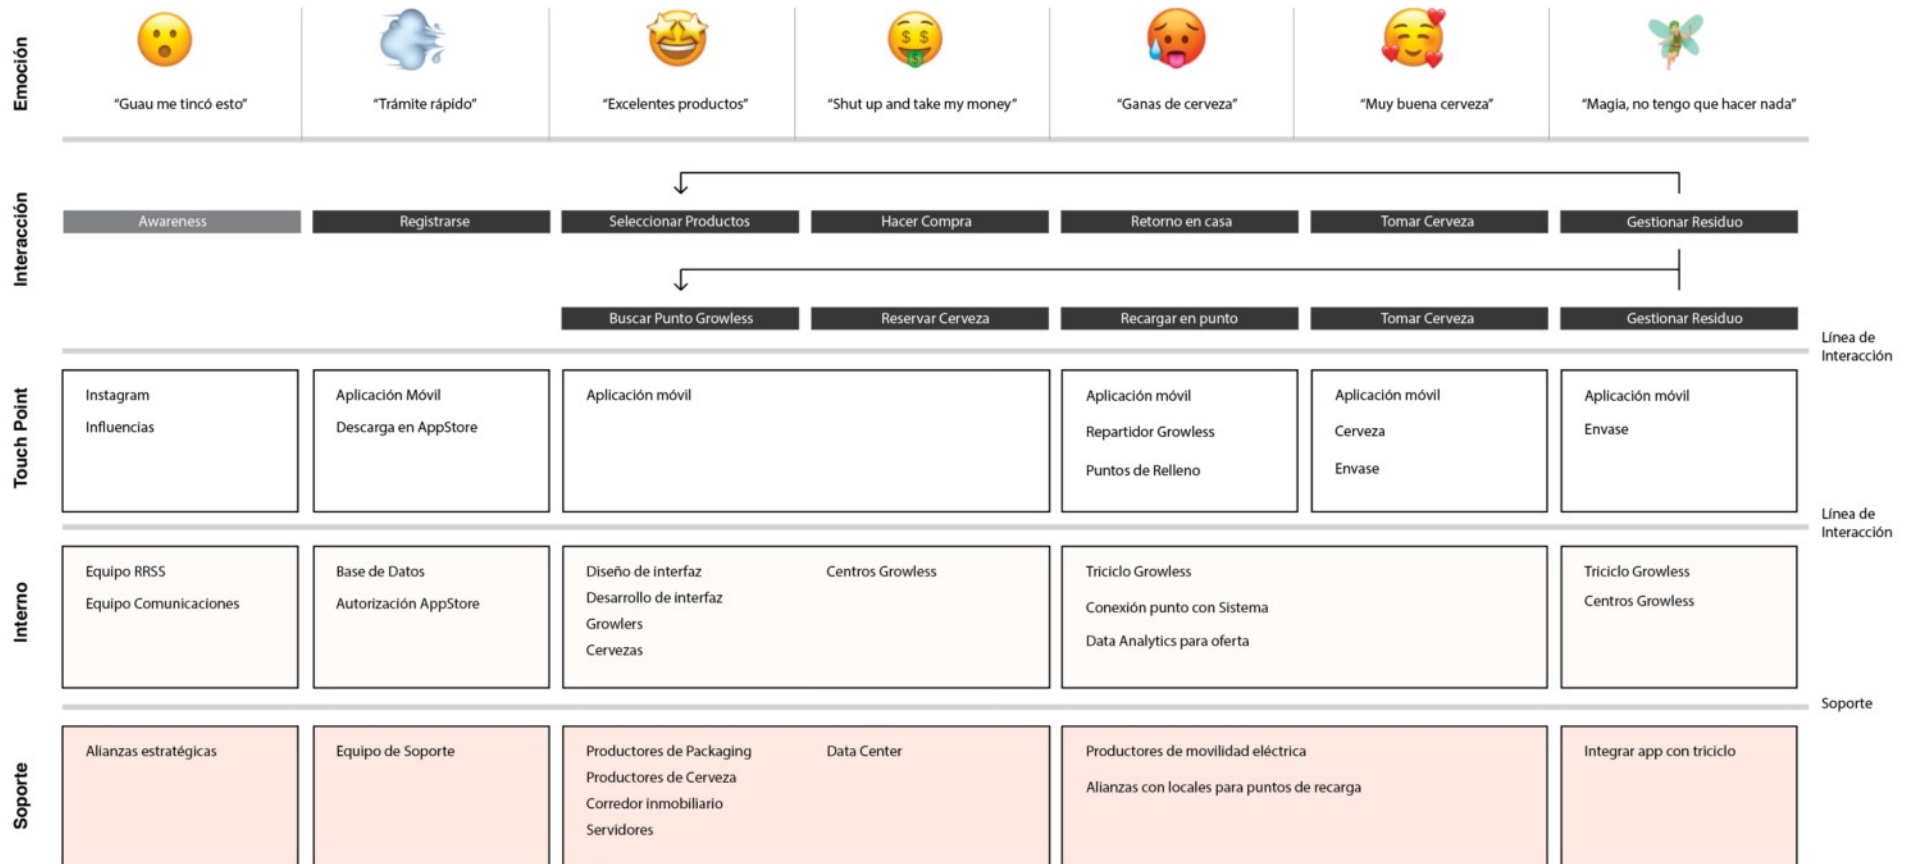 Emoción
“Guau me tincó esto”
“Trámite rápido”
“Excelentes productos”
“Shut up and take my money”
“Ganas de cerveza”
“Muy buena cerveza”
“Magia, no tengo que hacer nada”
Interacción
Awareness
Registrarse
Seleccionar Productos
Hacer Compra
Retorno en casa
Tomar Cerveza
Gestionar Residuo
Buscar Punto Growless
Reservar Cerveza
Recargar en punto
Tomar Cerveza
Gestionar Residuo
Línea de
Interacción
Touch Point
Instagram
Influencias
Aplicación Móvil
Descarga en AppStore
Aplicación móvil
Aplicación móvil
Repartidor Growless
Puntos de Relleno
Aplicación móvil
Cerveza
Envase
Aplicación móvil
Envase
Línea de
Interacción
Interno
Equipo RRSS
Equipo Comunicaciones
Base de Datos
Autorización AppStore
Diseño de interfaz
Desarrollo de interfaz
Growlers
Cervezas
Centros Growless
Triciclo Growless
Conexión punto con Sistema
Data Analytics para oferta
Triciclo Growless
Centros Growless
Soporte
Soporte
Alianzas estratégicas
Equipo de Soporte
Productores de Packaging
Productores de Cerveza
Corredor inmobiliario
Servidores
Data Center
Productores de movilidad eléctrica
Alianzas con locales para puntos de recarga
Integrar app con triciclo